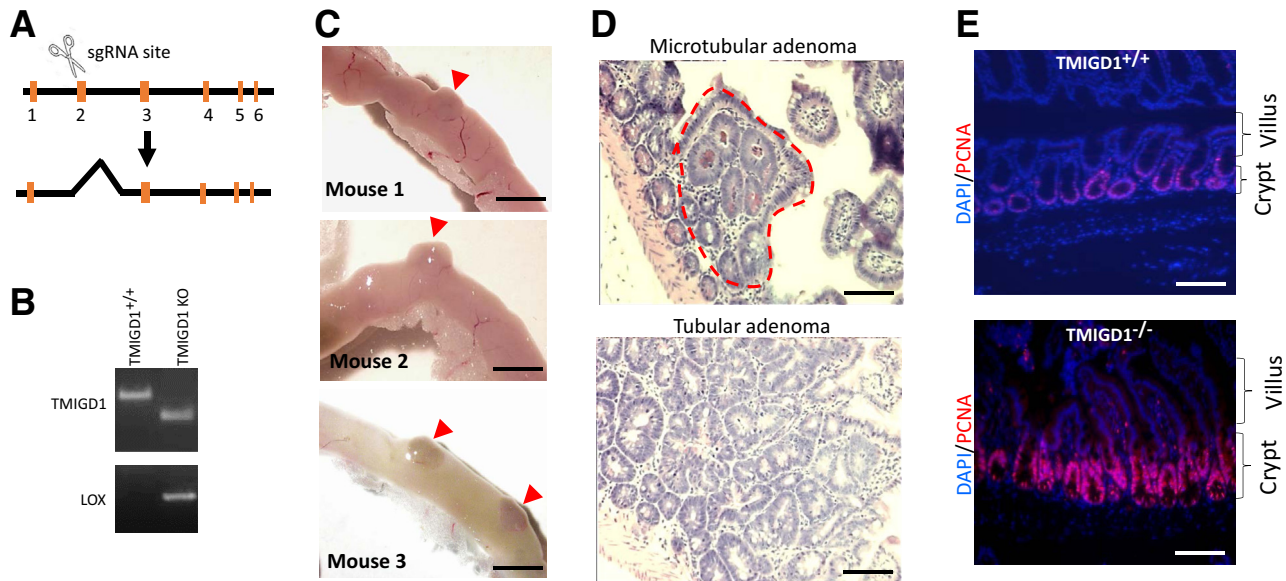 A
sgRNA site
1 2 3 4 5 6
B
TMIGD1+/+
TMIGD1 KO
TMIGD1
LOX
C
Mouse 1
Mouse 2
Mouse 3
D
Microtubular adenoma
Tubular adenoma
E
TMIGD1+/+
DAPI/PCNA
Villus
Crypt
TMIGD1-/-
DAPI/PCNA
Villus
Crypt